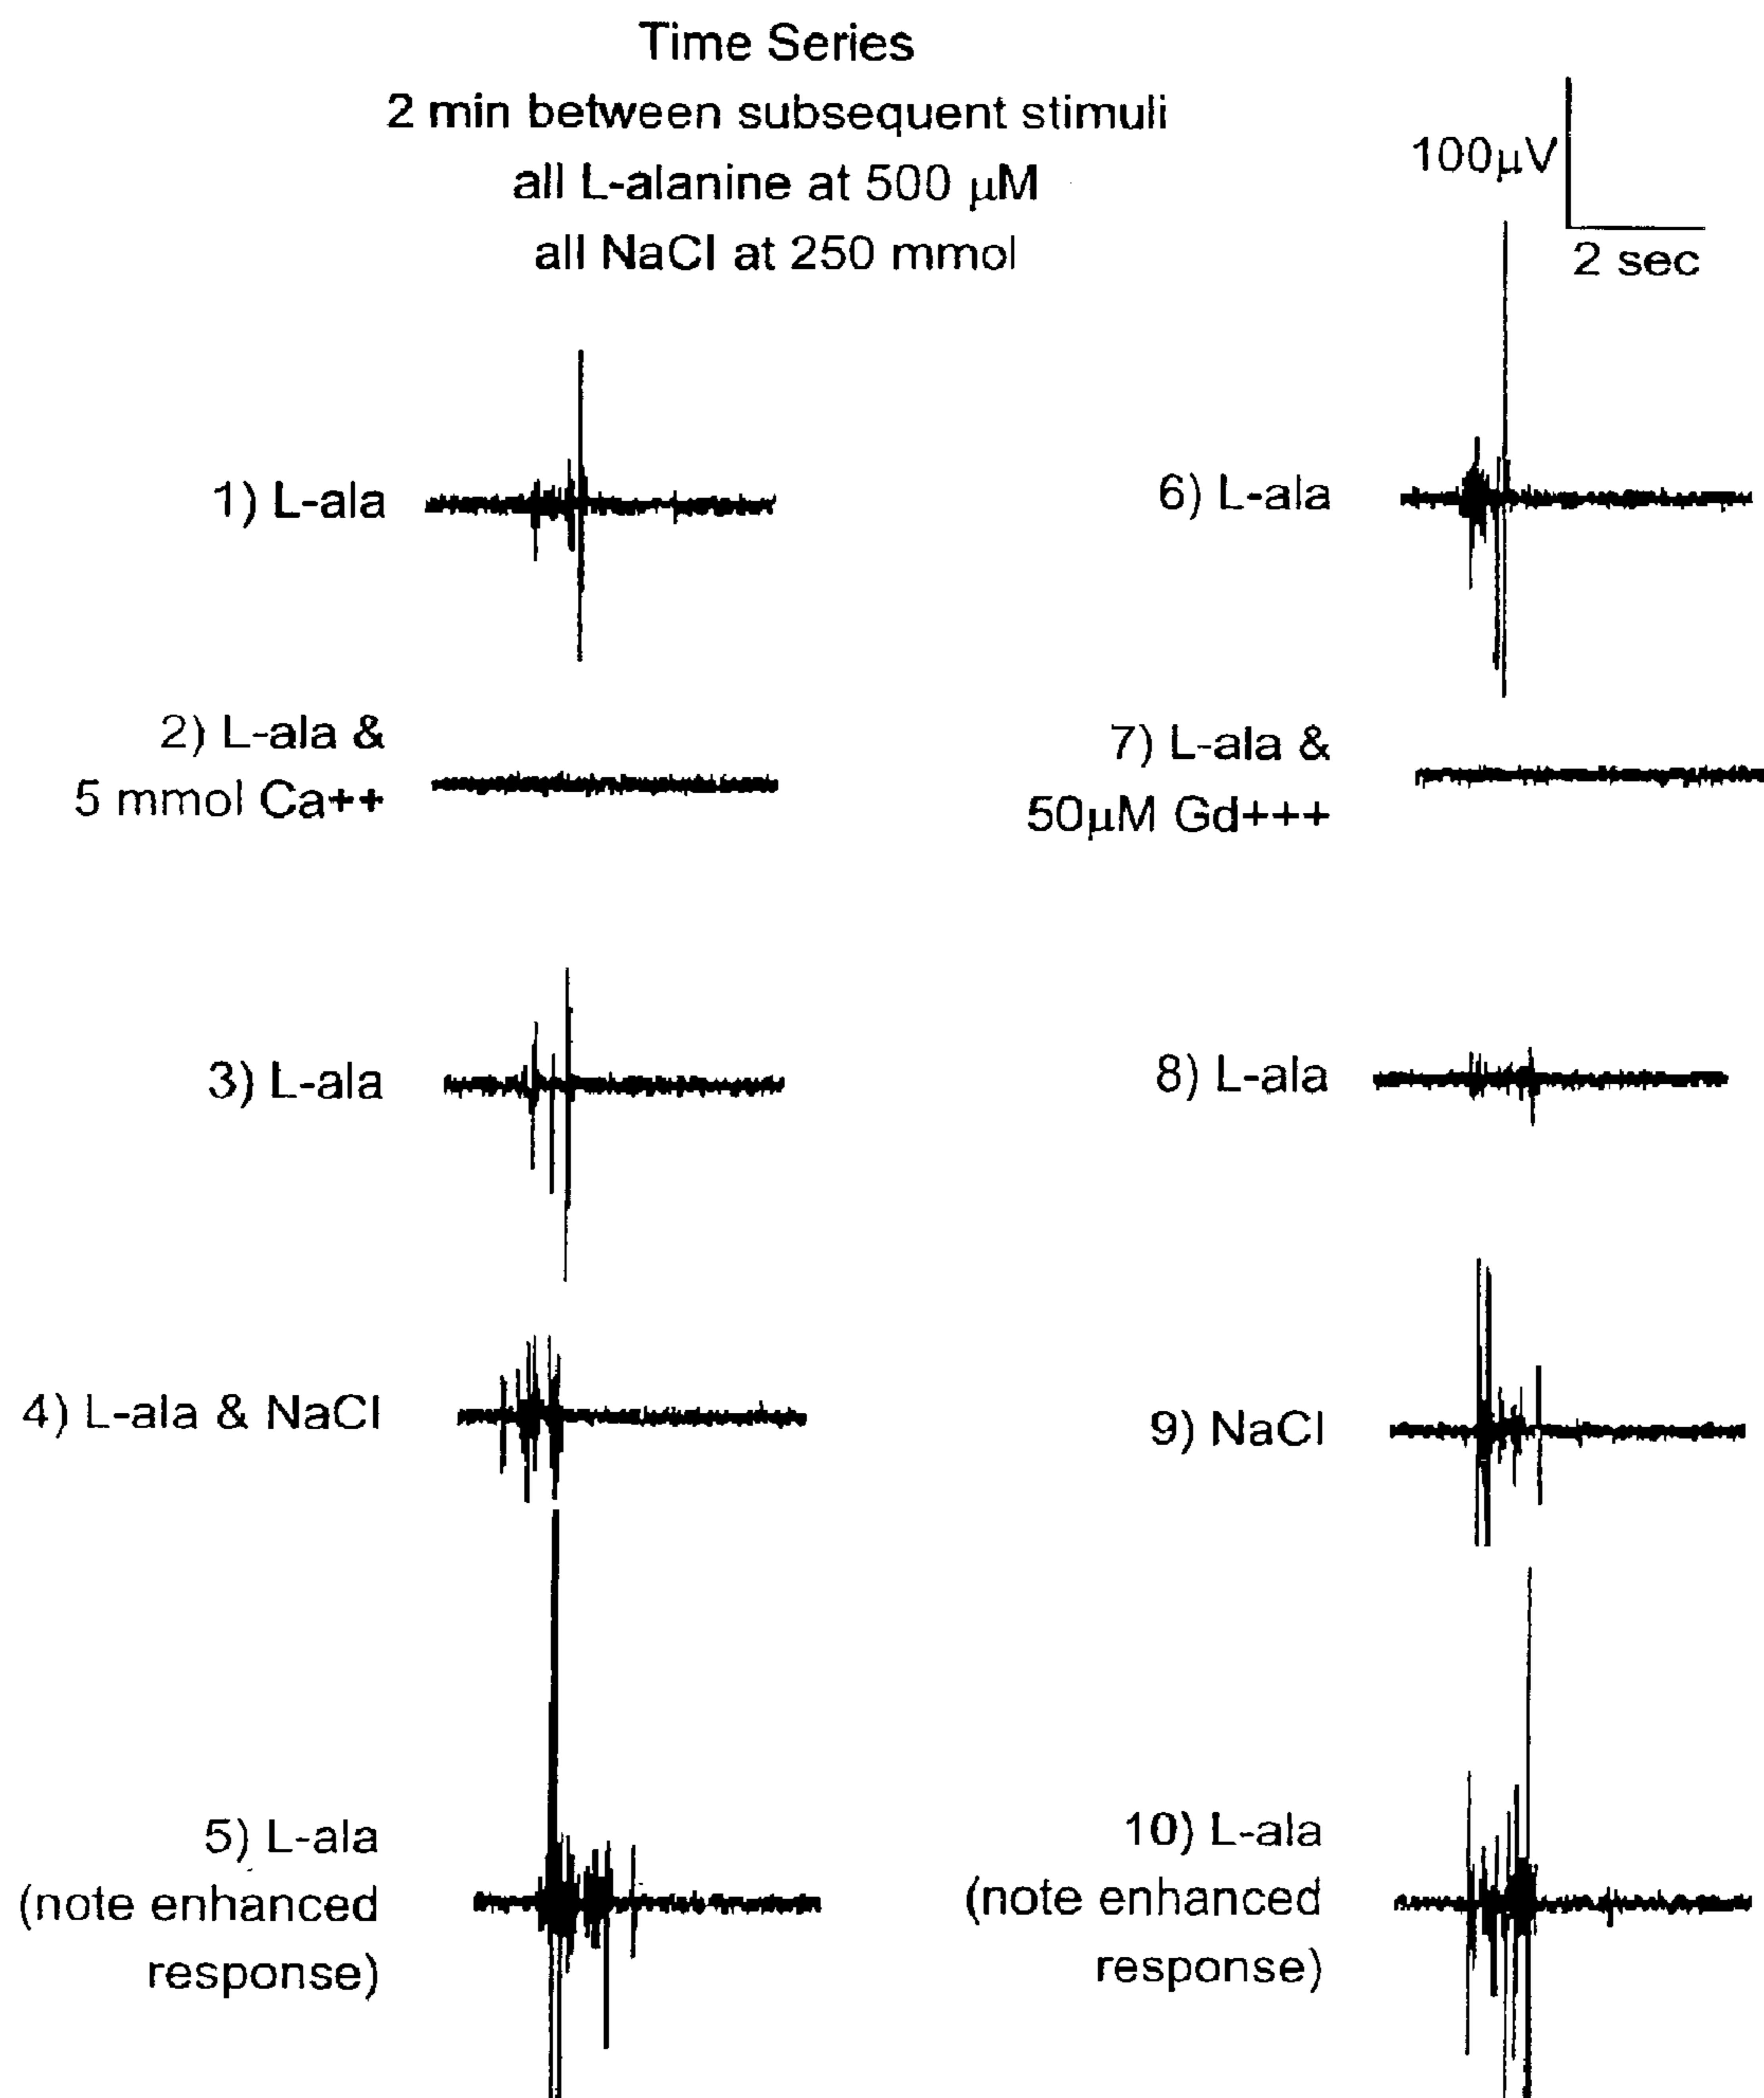 Time Series
2 min between subsequent stimuli
all L-alanine at 500 μM
all NaCl at 250 mmol
100μV
2 sec
1) L-ala
2) L-ala &
5 mmol Ca++
3) L-ala
4) L-ala & NaCl
5) L-ala
(note enhanced
response)
6) L-ala
7) L-ala &
50μM Gd+++
8) L-ala
9) NaCl
10) L-ala
(note enhanced
response)